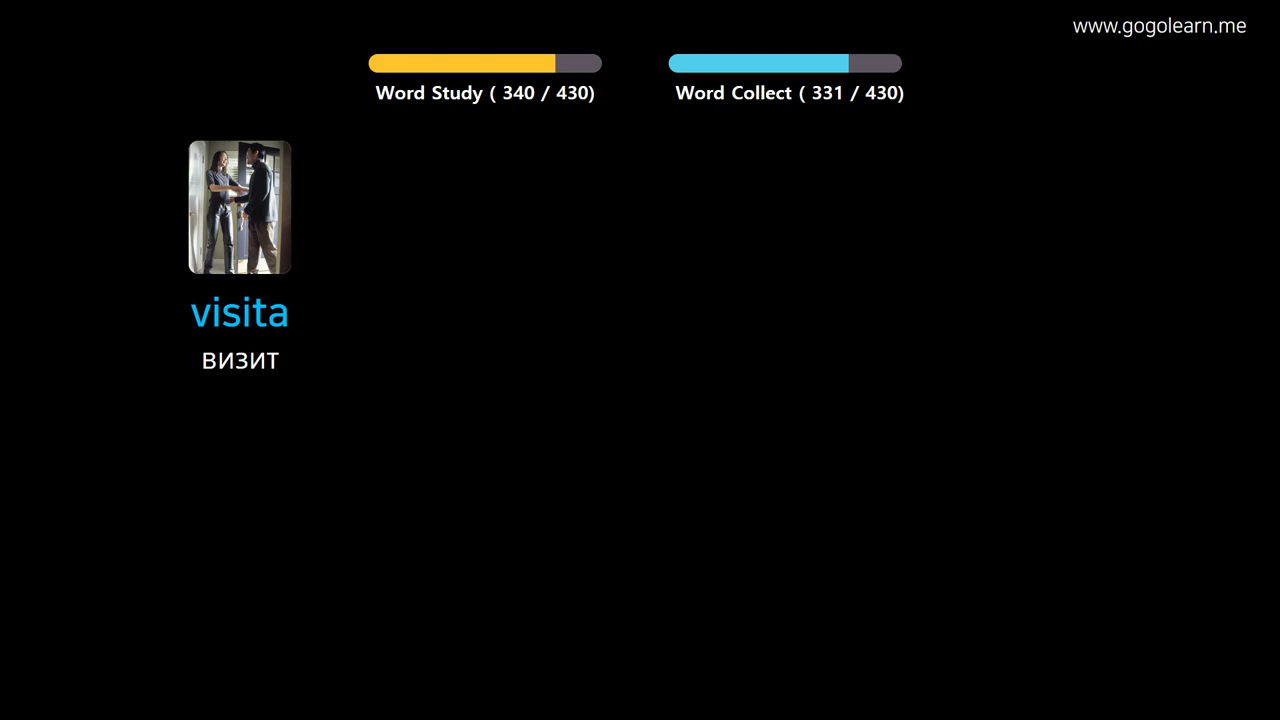 www.gogolearn.me
Word Study ( 340 / 430)
Word Collect ( 331 / 430)
visita
визит